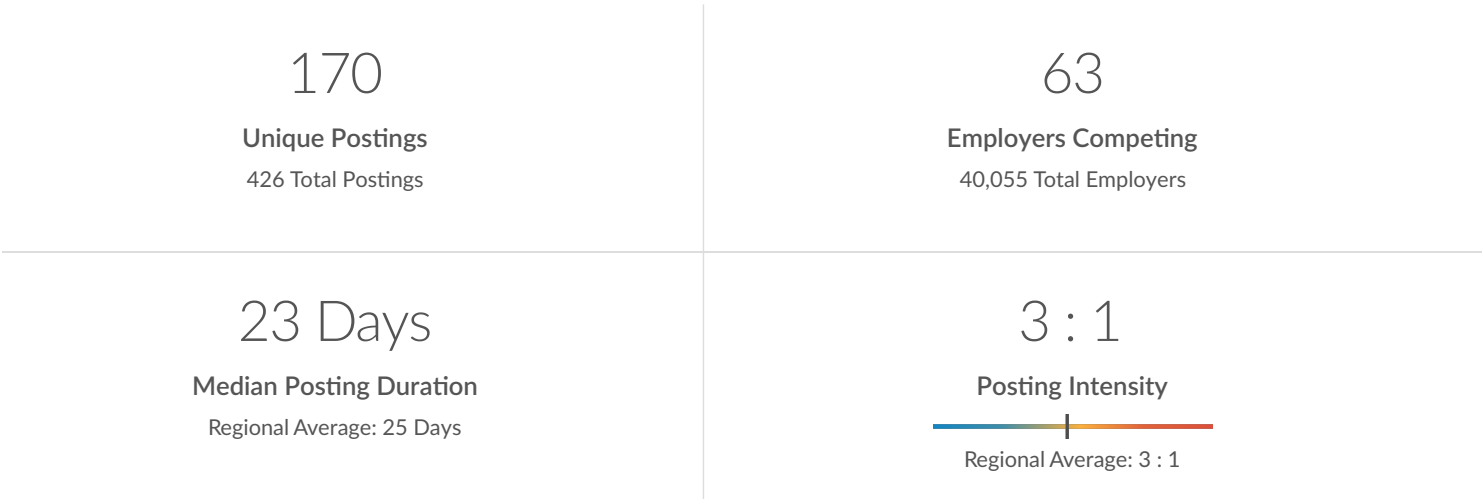 170
Unique Postings
426 Total Postings
63
Employers Competing
40,055 Total Employers
23 Days
Median Posting Duration
Regional Average: 25 Days
3 : 1
Posting Intensity
Regional Average: 3 : 1